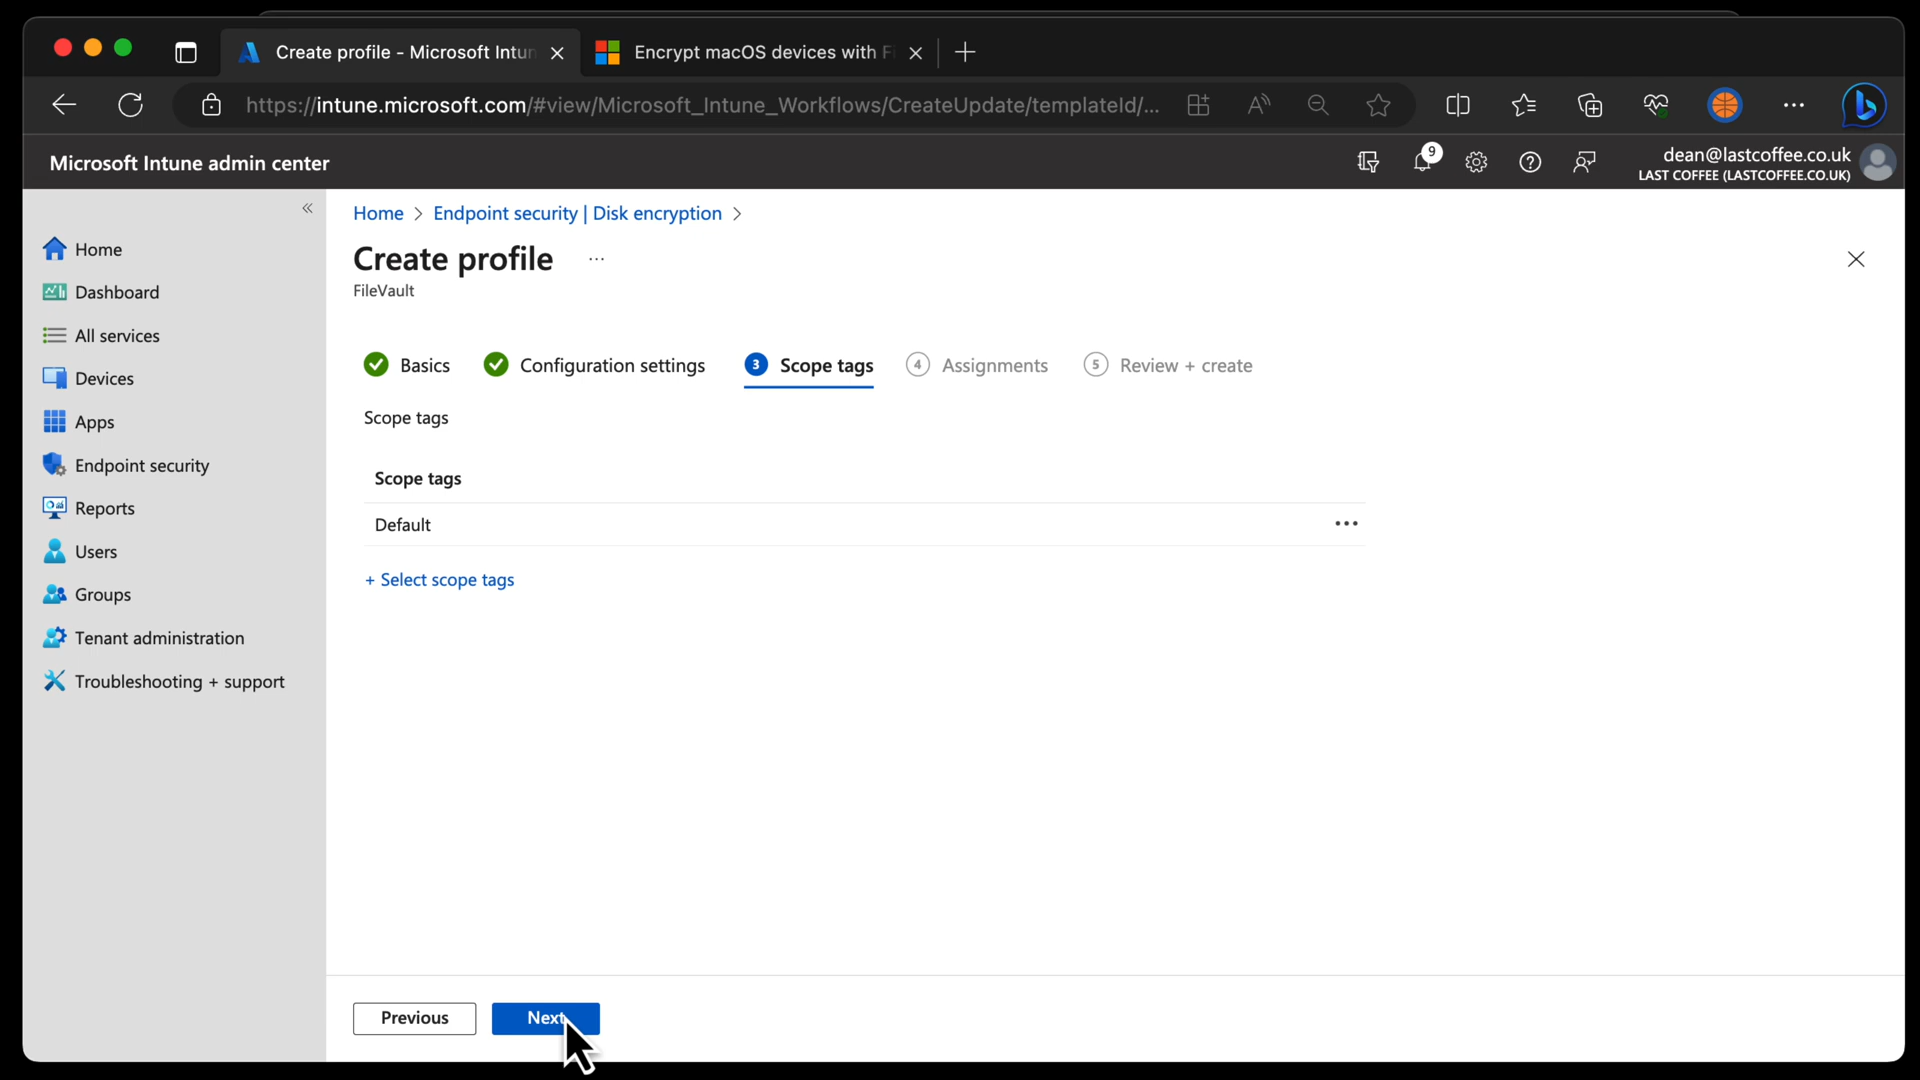 Create profile - Microsoft Intun
Encrypt macOS devices with F
https://intune.microsoft.com/#view/Microsoft_Intune_Workflows/CreateUpdate/templateId/...
Microsoft Intune admin center
9
dean@lastcoffee.co.uk
LAST COFFEE (LASTCOFFEE.CO.UK)
Home
Dashboard
All services
Devices
Apps
Endpoint security
Reports
Users
Groups
Tenant administration
Troubleshooting + support
Home > Endpoint security | Disk encryption >
Create profile ...
FileVault
Basics
Configuration settings
3 Scope tags
4 Assignments
5 Review + create
Scope tags
Scope tags
Default
+ Select scope tags
Previous
Next